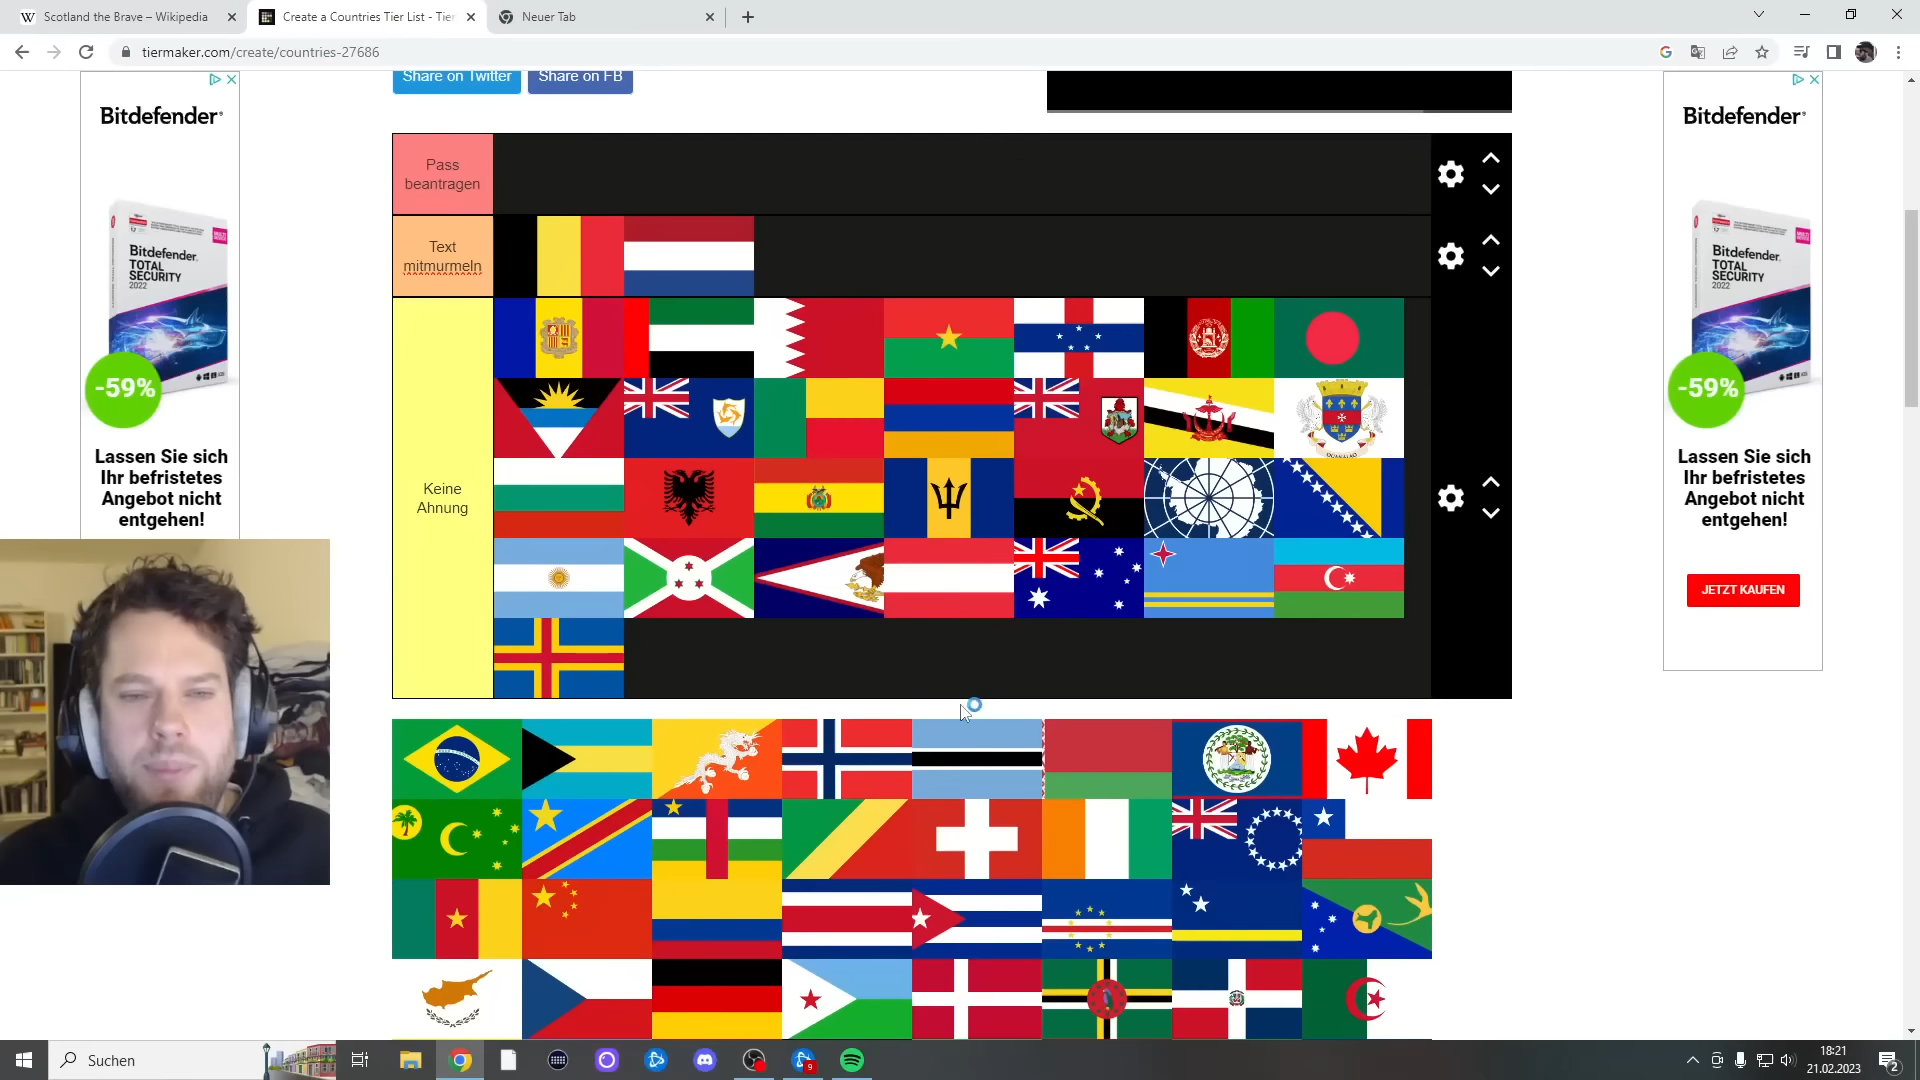 Scotland the Brave – Wikipedia
Create a Countries Tier List - Tier
Neuer Tab
tiermaker.com/create/countries-27686
Share on Twitter
Share on FB
Bitdefender
Bitdefender
TOTAL
SECURITY
2022
-59%
Lassen Sie sich
Ihr befristetes
Angebot nicht
entgehen!
Pass
beantragen
Text
mitmurmeln
Keine
Ahnung
Bitdefender
Bitdefender
TOTAL
SECURITY
2022
-59%
Lassen Sie sich
Ihr befristetes
Angebot nicht
entgehen!
JETZT KAUFEN
Suchen
9
18:21
21.02.2023
2